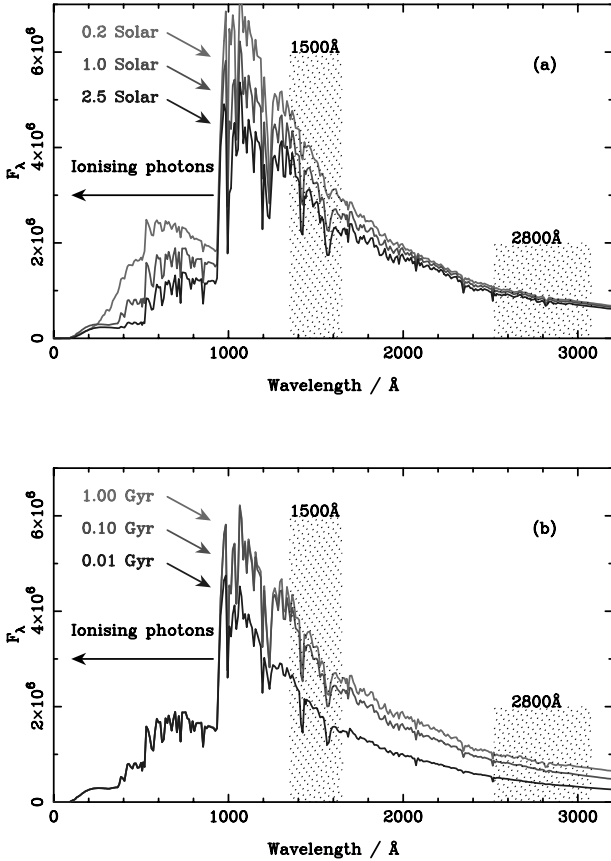 0.2 Solar
1.0 Solar
2.5 Solar
1500Å
(a)
Ionising photons
2800Å
F_λ
0
2×10⁶
4×10⁶
6×10⁶
0
1000
2000
3000
Wavelength / Å
1.00 Gyr
0.10 Gyr
0.01 Gyr
1500Å
(b)
Ionising photons
2800Å
F_λ
0
2×10⁶
4×10⁶
6×10⁶
0
1000
2000
3000
Wavelength / Å